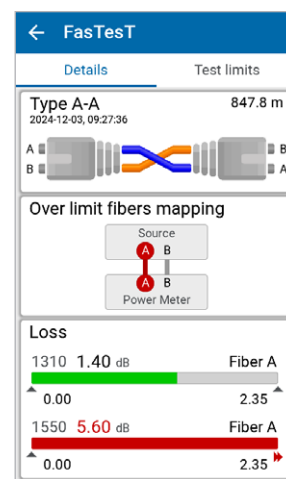 FasTesT
Details Test limits
Type A-A 847.8 m
2024-12-03, 09:27:36
A B
B A
Over limit fibers mapping
Source
A B
A B
Power Meter
Loss
1310 1.40 dB Fiber A
0.00 2.35
1550 5.60 dB Fiber A
0.00 2.35